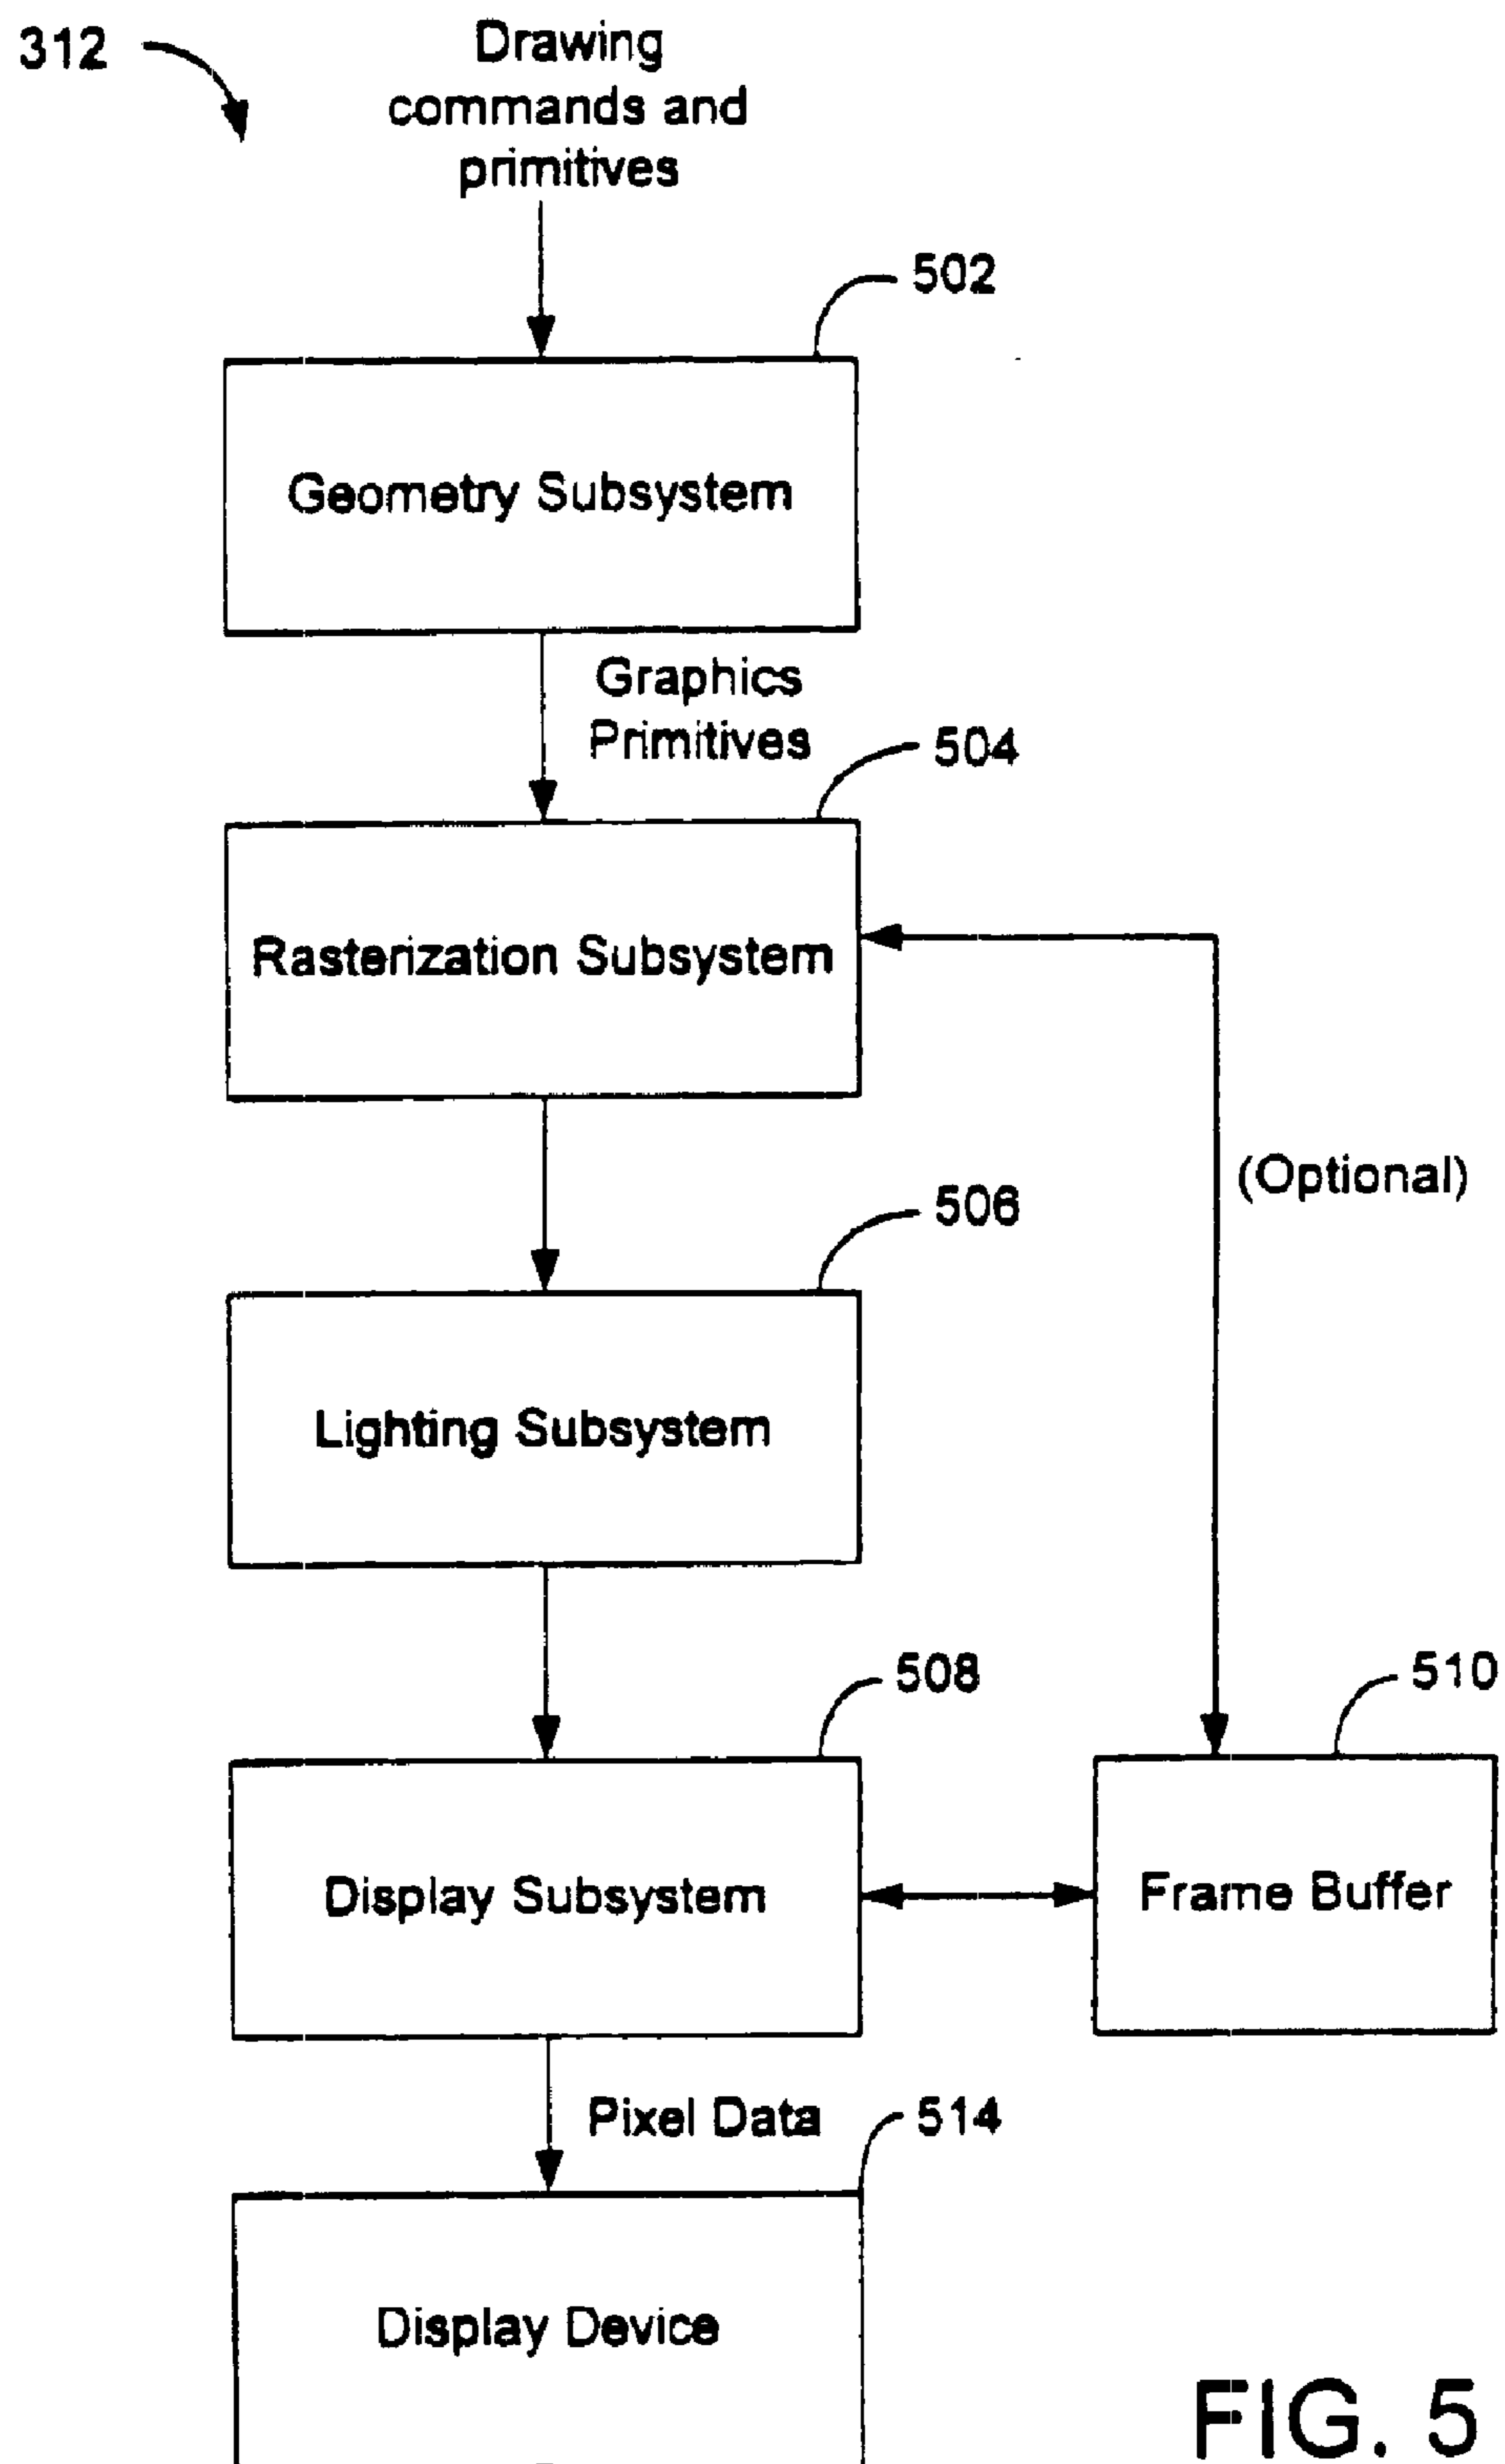 312
Drawing
commands and
primitives
502
Geometry Subsystem
Graphics
Primitives
504
Rasterization Subsystem
(Optional)
506
Lighting Subsystem
508
510
Display Subsystem
Frame Buffer
Pixel Data
514
Display Device
FIG. 5